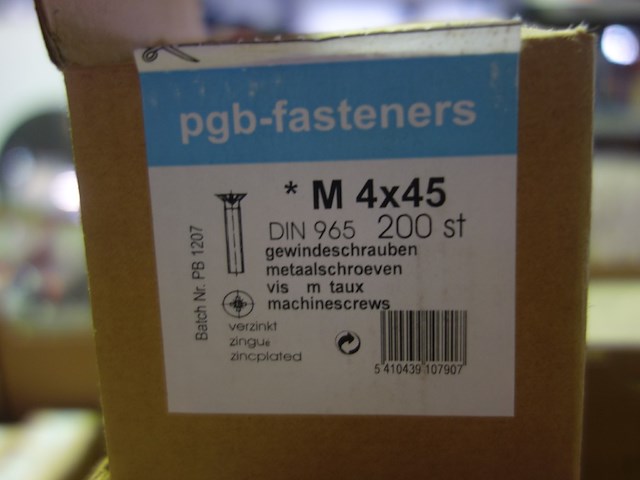 pgb-fasteners
* M 4x45
DIN 965 200 st
gewindeschrauben
metaalschroeven
vis m taux
machinescrews
verzinkt
zingue
zincplated
Batch Nr. PB 1207
5 410439 107907